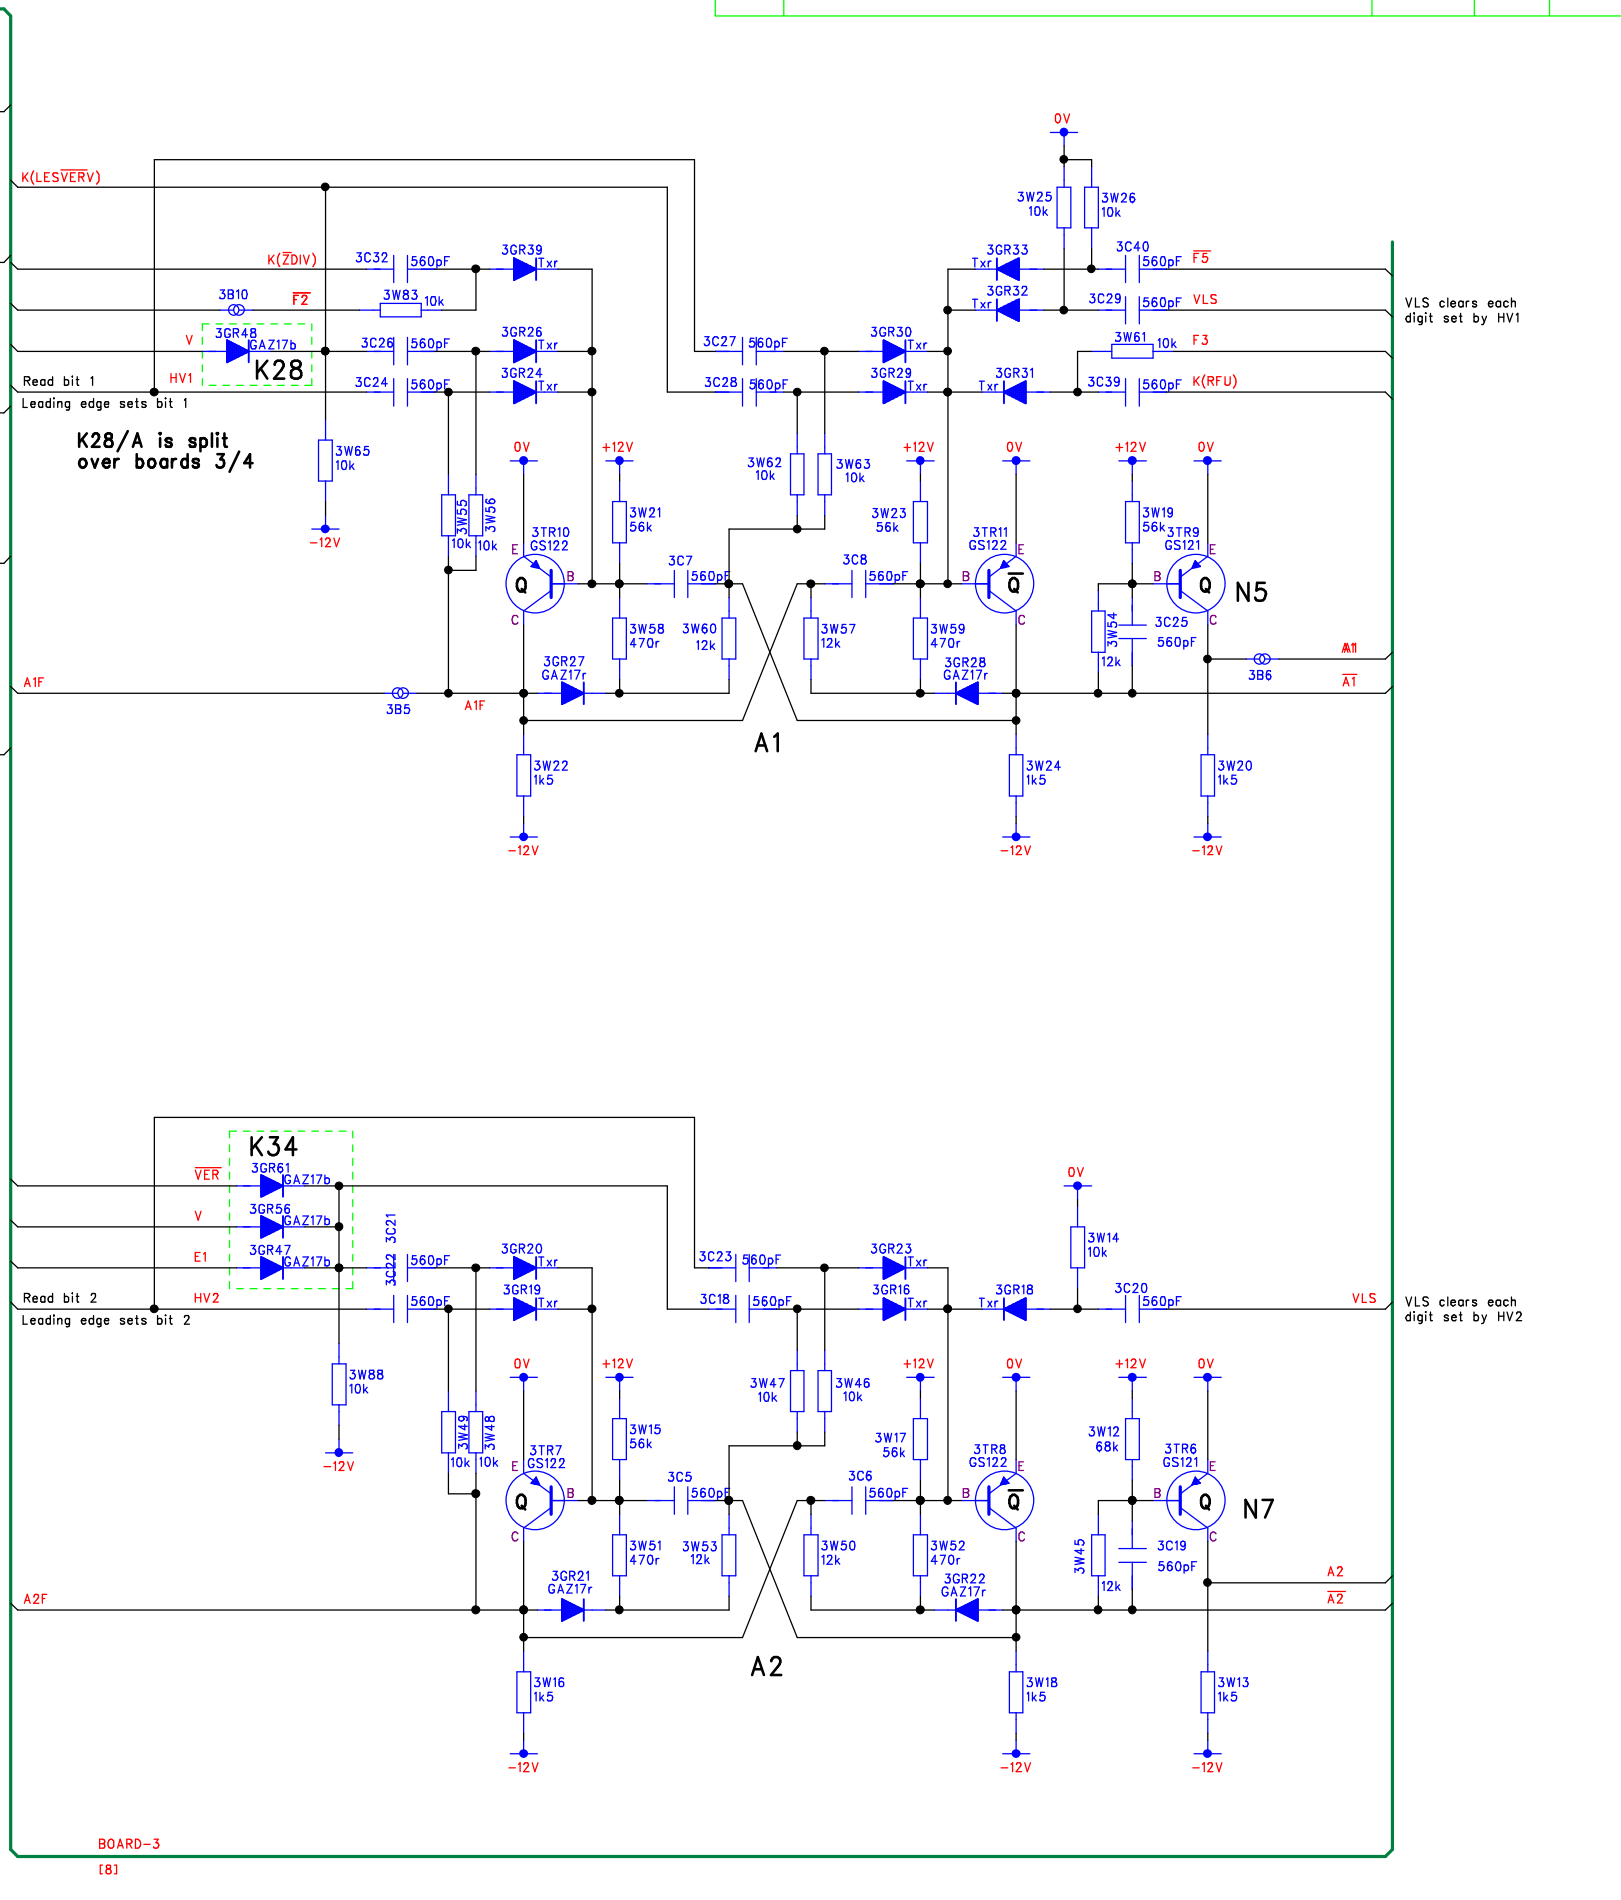 0V
K(LESV̅E̅R̅V)
3W25
10k
3W26
10k
K(Z̅DIV)
3C32
560pF
3GR39
Txr
3GR33
Txr
3C40
560pF
F̅5̅
3B10
F̅2̅
3W83
10k
3GR32
Txr
3C29
560pF
VLS
VLS clears each
digit set by HV1
V
3GR48
GAZ17b
K28
3C26
560pF
3GR26
Txr
3C27
560pF
3GR30
Txr
3W61
10k
F3
Read bit 1
HV1
Leading edge sets bit 1
3C24
560pF
3GR24
Txr
3C28
560pF
3GR29
Txr
3GR31
Txr
3C39
560pF
K(RFU)
K28/A is split
over boards 3/4
3W65
10k
-12V
0V
+12V
+12V
0V
+12V
0V
3W62
10k
3W63
10k
3W55
10k
3W56
10k
3W21
56k
3W23
56k
3W19
56k
3TR10
GS122
E
B
C
Q
3C7
560pF
3C8
560pF
3TR11
GS122
E
B
C
Q̅
3TR9
GS121
E
B
C
Q
N5
3W58
470r
3W60
12k
3W57
12k
3W59
470r
3W54
12k
3C25
560pF
3GR27
GAZ17r
3GR28
GAZ17r
3B6
A1F
3B5
A1F
A̅1̅
A1
3W22
1k5
3W24
1k5
3W20
1k5
-12V
-12V
-12V
K34
V̅E̅R̅
3GR61
GAZ17b
0V
V
3GR56
GAZ17b
3W14
10k
E1
3GR47
GAZ17b
3C21
3C22
560pF
3GR20
Txr
3C23
560pF
3GR23
Txr
Read bit 2
HV2
Leading edge sets bit 2
560pF
3GR19
Txr
3C18
560pF
3GR16
Txr
3GR18
Txr
3C20
560pF
VLS
VLS clears each
digit set by HV2
3W88
10k
-12V
0V
+12V
+12V
0V
+12V
0V
3W47
10k
3W46
10k
3W49
10k
3W48
10k
3W15
56k
3W17
56k
3W12
68k
3TR7
GS122
E
B
C
Q
3C5
560pF
3C6
560pF
3TR8
GS122
E
B
C
Q̅
3TR6
GS121
E
B
C
Q
N7
3W51
470r
3W53
12k
3W50
12k
3W52
470r
3W45
12k
3C19
560pF
3GR21
GAZ17r
3GR22
GAZ17r
A2
A2F
A̅2̅
A2
3W16
1k5
3W18
1k5
3W13
1k5
-12V
-12V
-12V
BOARD-3
[8]